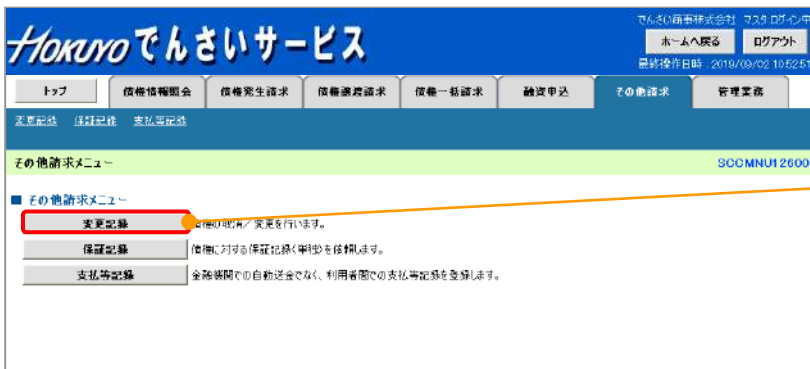 でんさい商事株式会社 マスタログイン中
Hokuyoでんさいサービス
ホームへ戻る ログアウト
最終操作日時：2019/09/02 10:52:51
トップ 債権情報照会 債権発生請求 債権譲渡請求 債権一括請求 融資申込 その他請求 管理業務
変更記録 保証記録 支払等記録
その他請求メニュー SCCMNU12600
■ その他請求メニュー
変更記録 債権の取消／変更を行います。
保証記録 債権に対する保証記録（単独）を依頼します。
支払等記録 金融機関での自動送金でなく、利用者間での支払等記録を登録します。